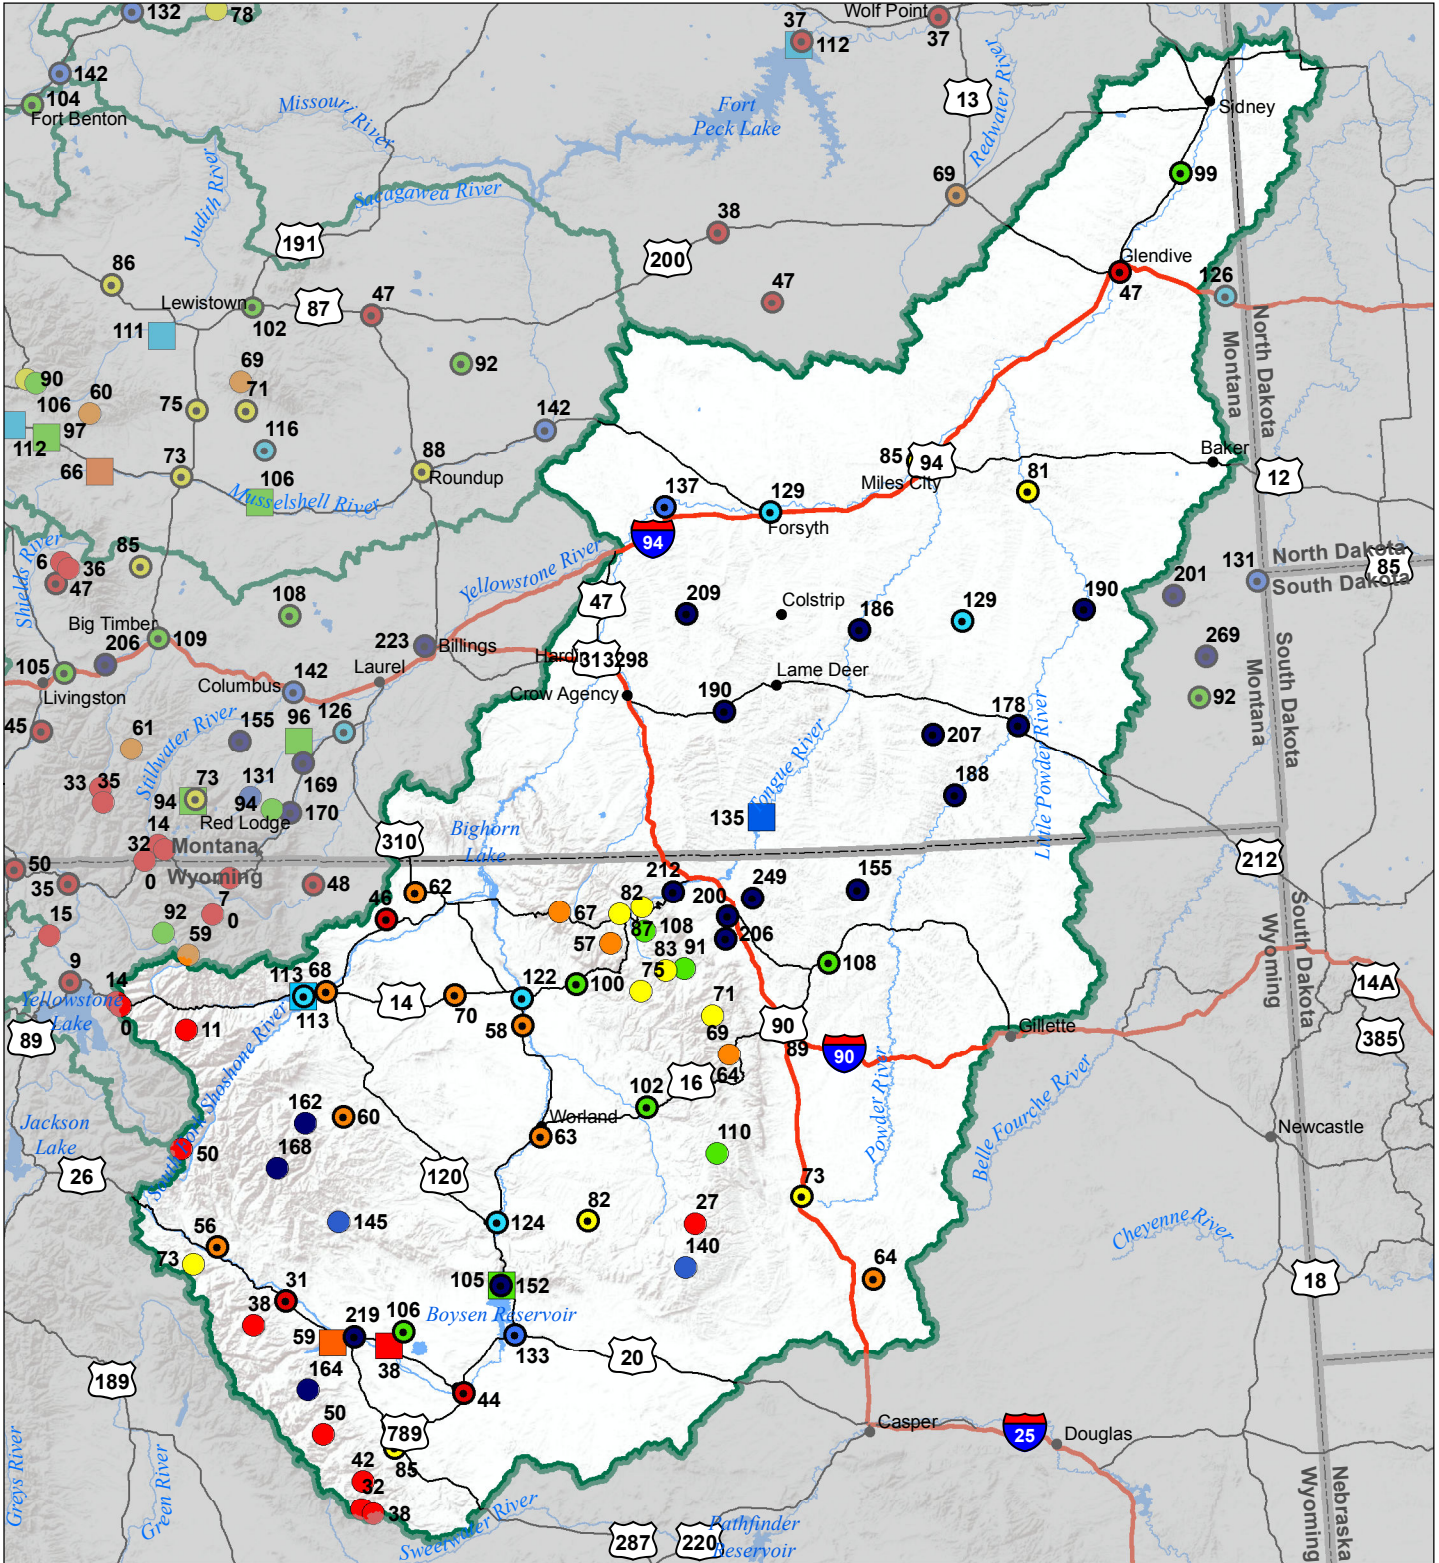 132
78
37
Wolf Point
112
37
142
104
Fort Benton
Missouri River
Fort
Peck Lake
13
Redwater River
Sidney
Judith River
Sacagawea River
99
69
191
38
200
Glendive
47
126
86
Lewistown
102
87
47
47
111
92
North Dakota
Montana
90
69
71
60
75
106
97
112
116
142
66
73
106
Musselshell River
88
Roundup
85
94
Miles City
81
Baker
12
137
129
Forsyth
94
Shields River
6
36
47
85
Yellowstone River
North Dakota
South Dakota
85
131
201
108
47
209
Colstrip
186
129
190
Big Timber
109
206
223
Billings
Hardin
313
298
269
South Dakota
Montana
92
105
Livingston
Columbus
142
Laurel
Crow Agency
Lame Deer
190
178
45
61
Stillwater River
155
96
126
207
Little Powder River
33
35
73
94
131
94
169
170
Red Lodge
188
Tongue River
135
14
32
0
Montana
Wyoming
310
Bighorn
Lake
212
50
35
7
0
48
46
62
212
249
155
200
206
South Dakota
Wyoming
15
92
59
67
82
87
57
108
83
91
75
108
9
14
0
Yellowstone
Lake
113
68
113
14
70
122
58
100
14A
89
11
71
69
64
90
89
90
Gillette
385
South Fork Shoshone River
16
102
Powder River
Belle Fourche River
Jackson
Lake
162
60
Worland
63
Newcastle
26
50
168
110
120
73
145
124
82
27
140
Cheyenne River
56
73
64
18
31
38
105
152
219
106
Boysen Reservoir
59
38
133
20
189
164
44
50
789
85
Casper
25
Douglas
42
32
38
Greys River
Green River
Sweetwater River
287
220
Pathfinder
Reservoir
Nebraska
Wyoming